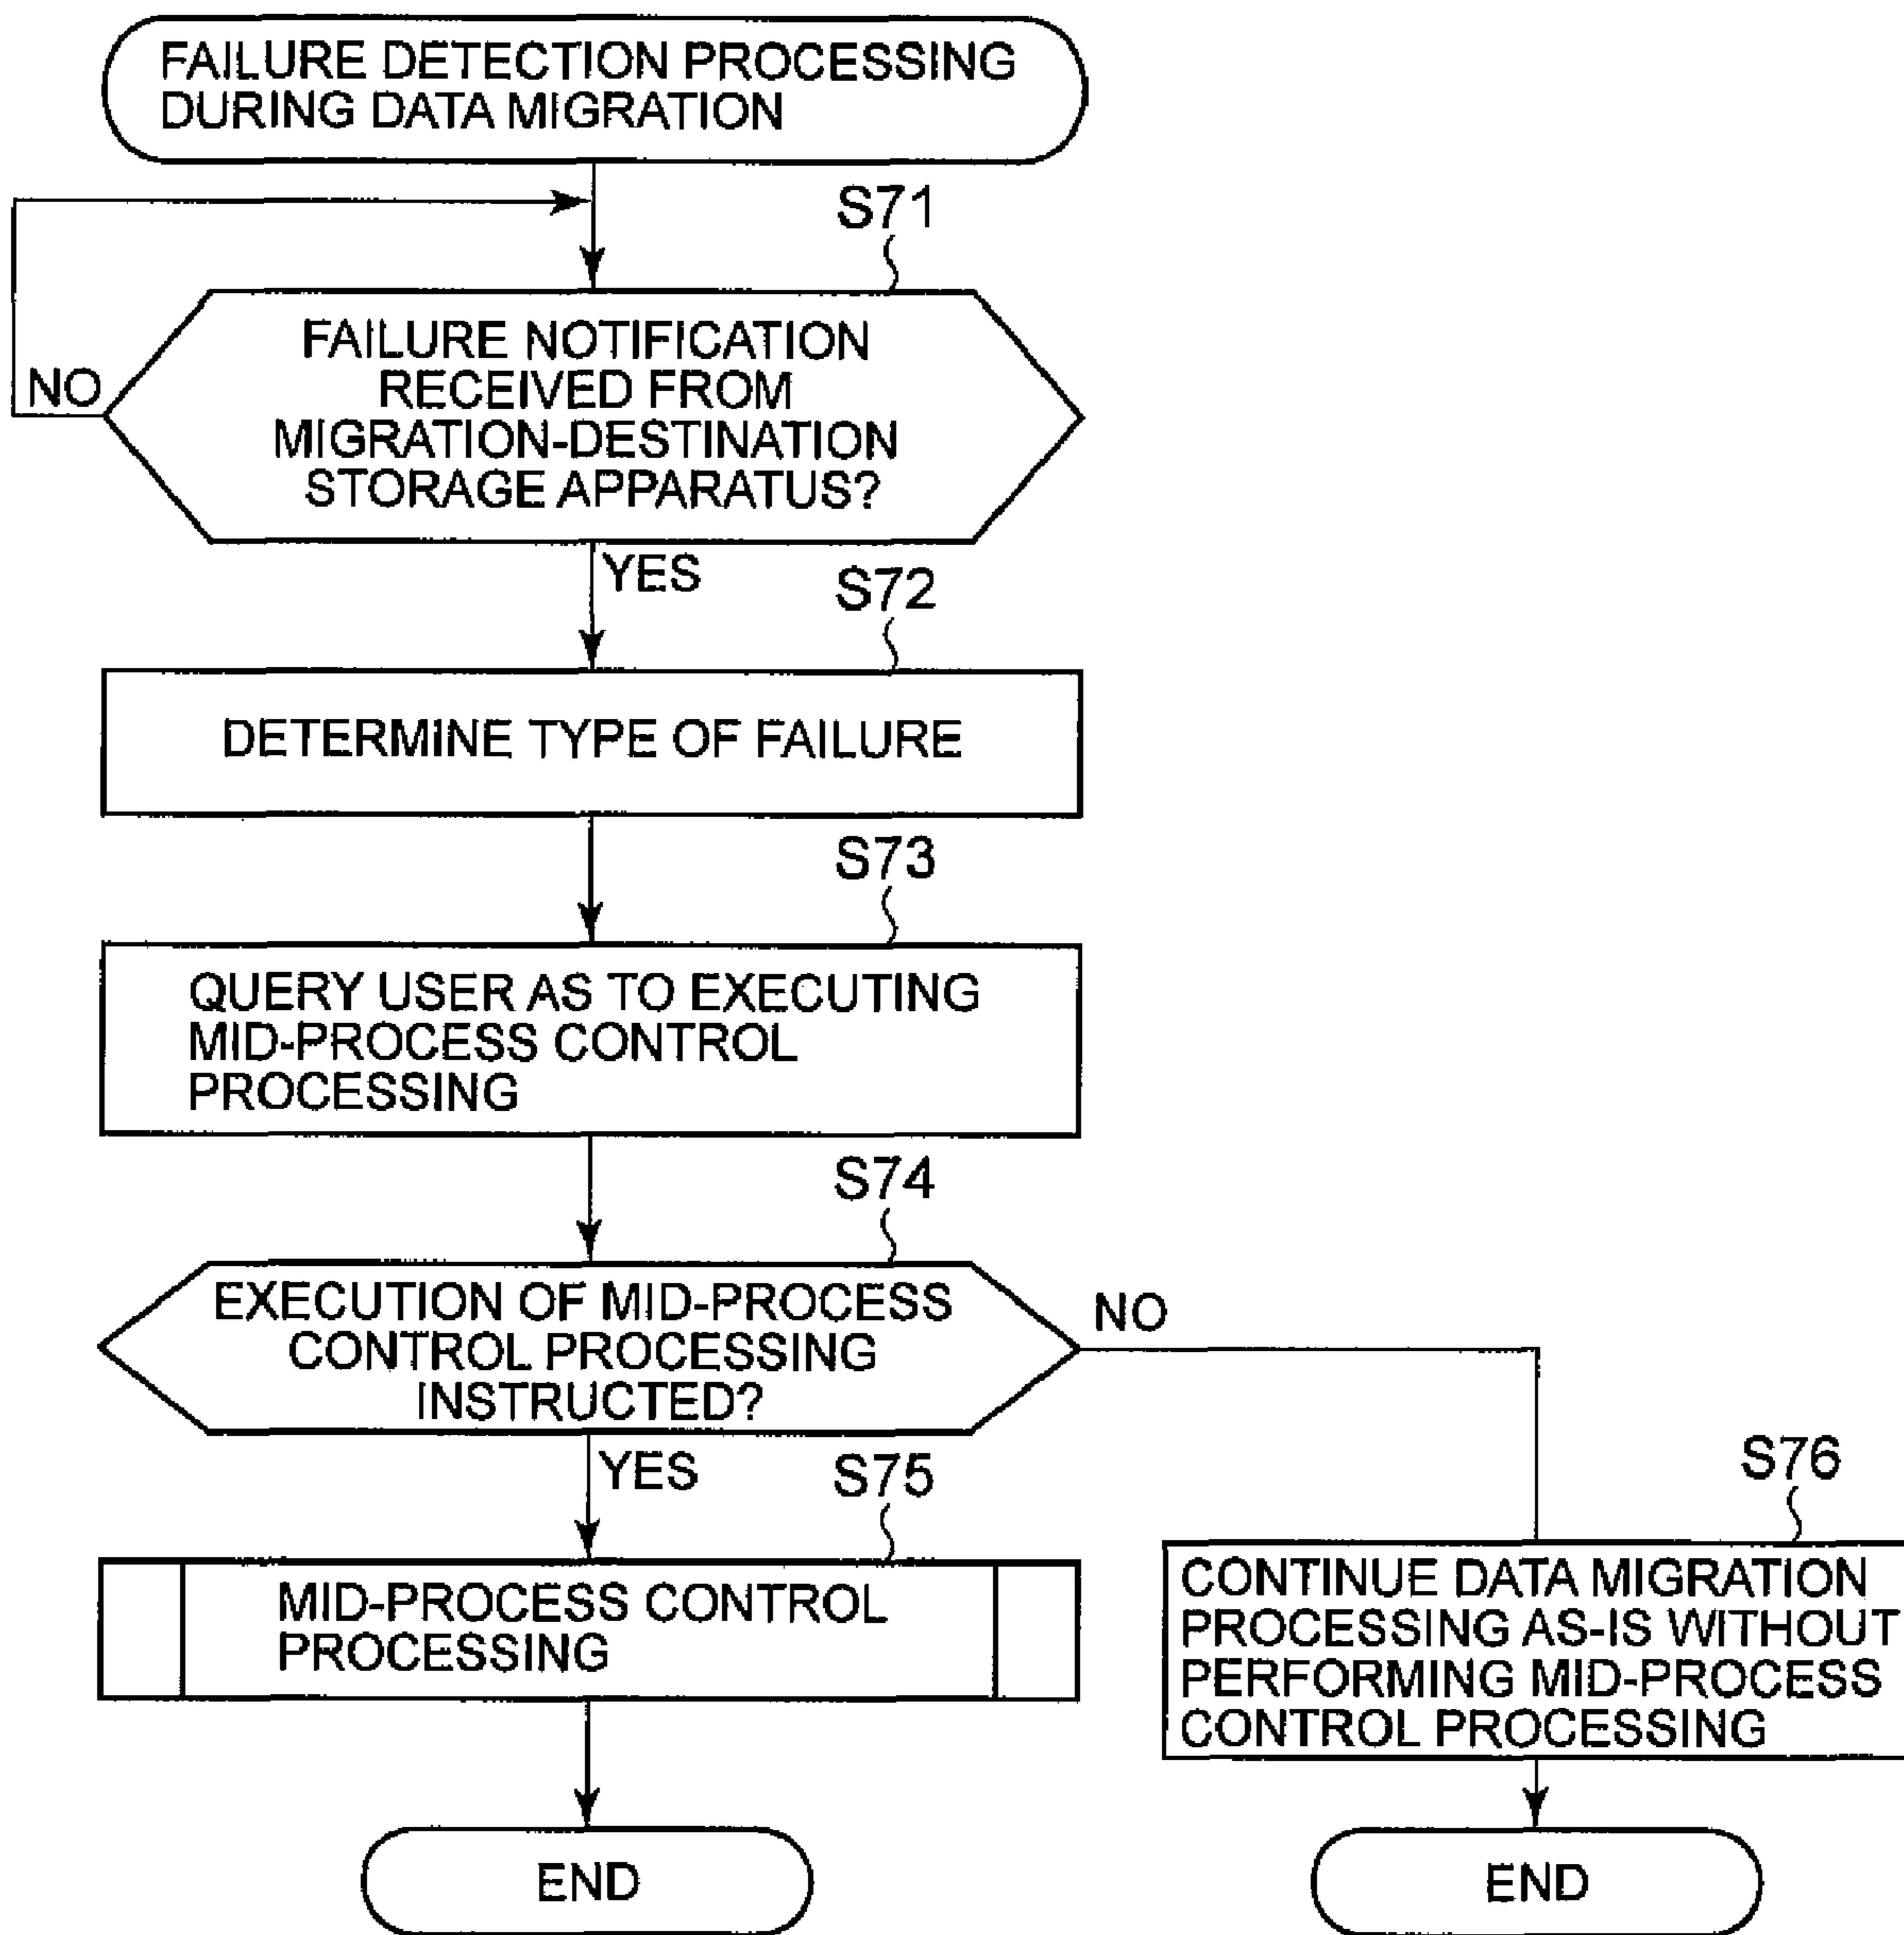 FAILURE DETECTION PROCESSING
DURING DATA MIGRATION
S71
FAILURE NOTIFICATION
RECEIVED FROM
MIGRATION-DESTINATION
STORAGE APPARATUS?
NO
YES
S72
DETERMINE TYPE OF FAILURE
S73
QUERY USER AS TO EXECUTING
MID-PROCESS CONTROL
PROCESSING
S74
EXECUTION OF MID-PROCESS
CONTROL PROCESSING
INSTRUCTED?
NO
YES
S75
MID-PROCESS CONTROL
PROCESSING
S76
CONTINUE DATA MIGRATION
PROCESSING AS-IS WITHOUT
PERFORMING MID-PROCESS
CONTROL PROCESSING
END
END